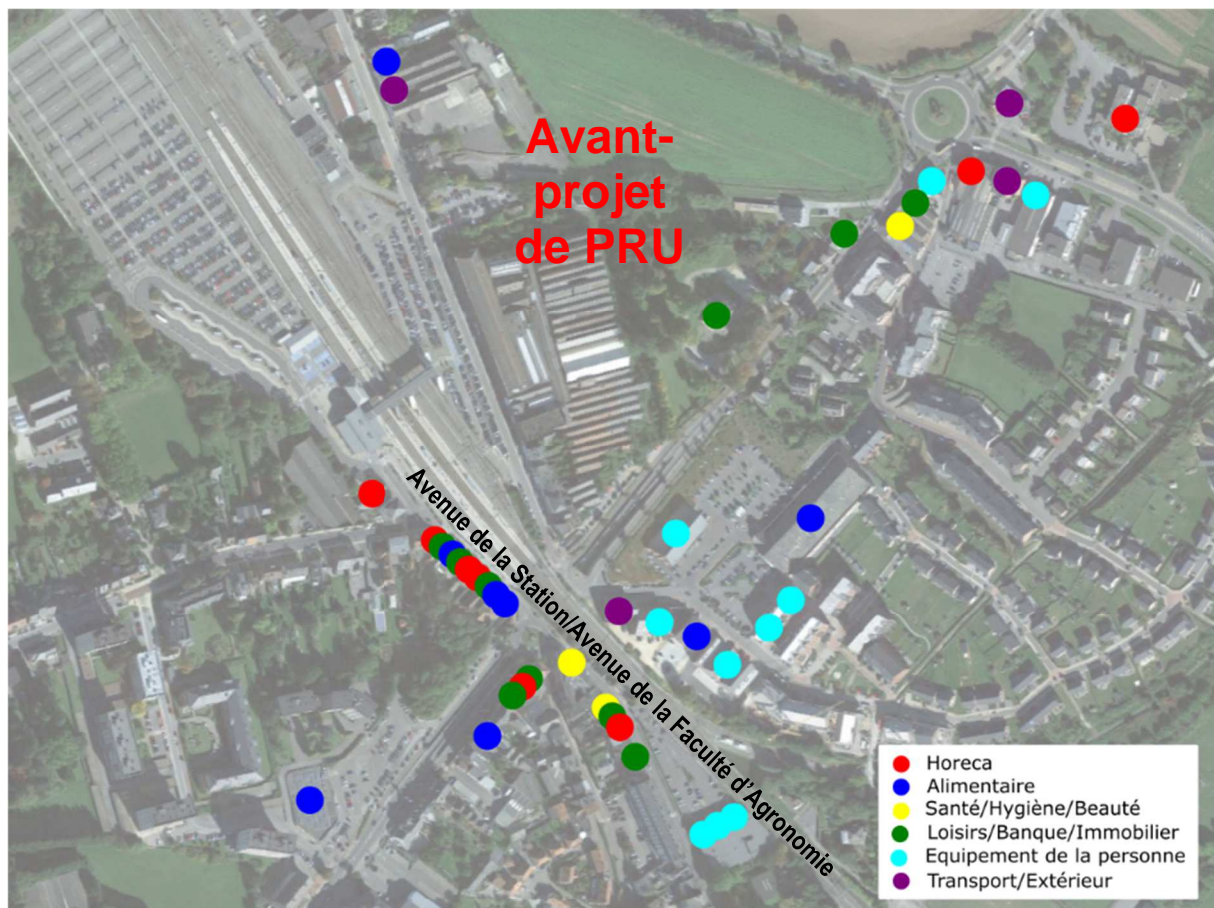 Avant-
projet
de PRU
Avenue de la Station/Avenue de la Faculté d'Agronomie
Horeca
Alimentaire
Santé/Hygiène/Beauté
Loisirs/Banque/Immobilier
Equipement de la personne
Transport/Extérieur